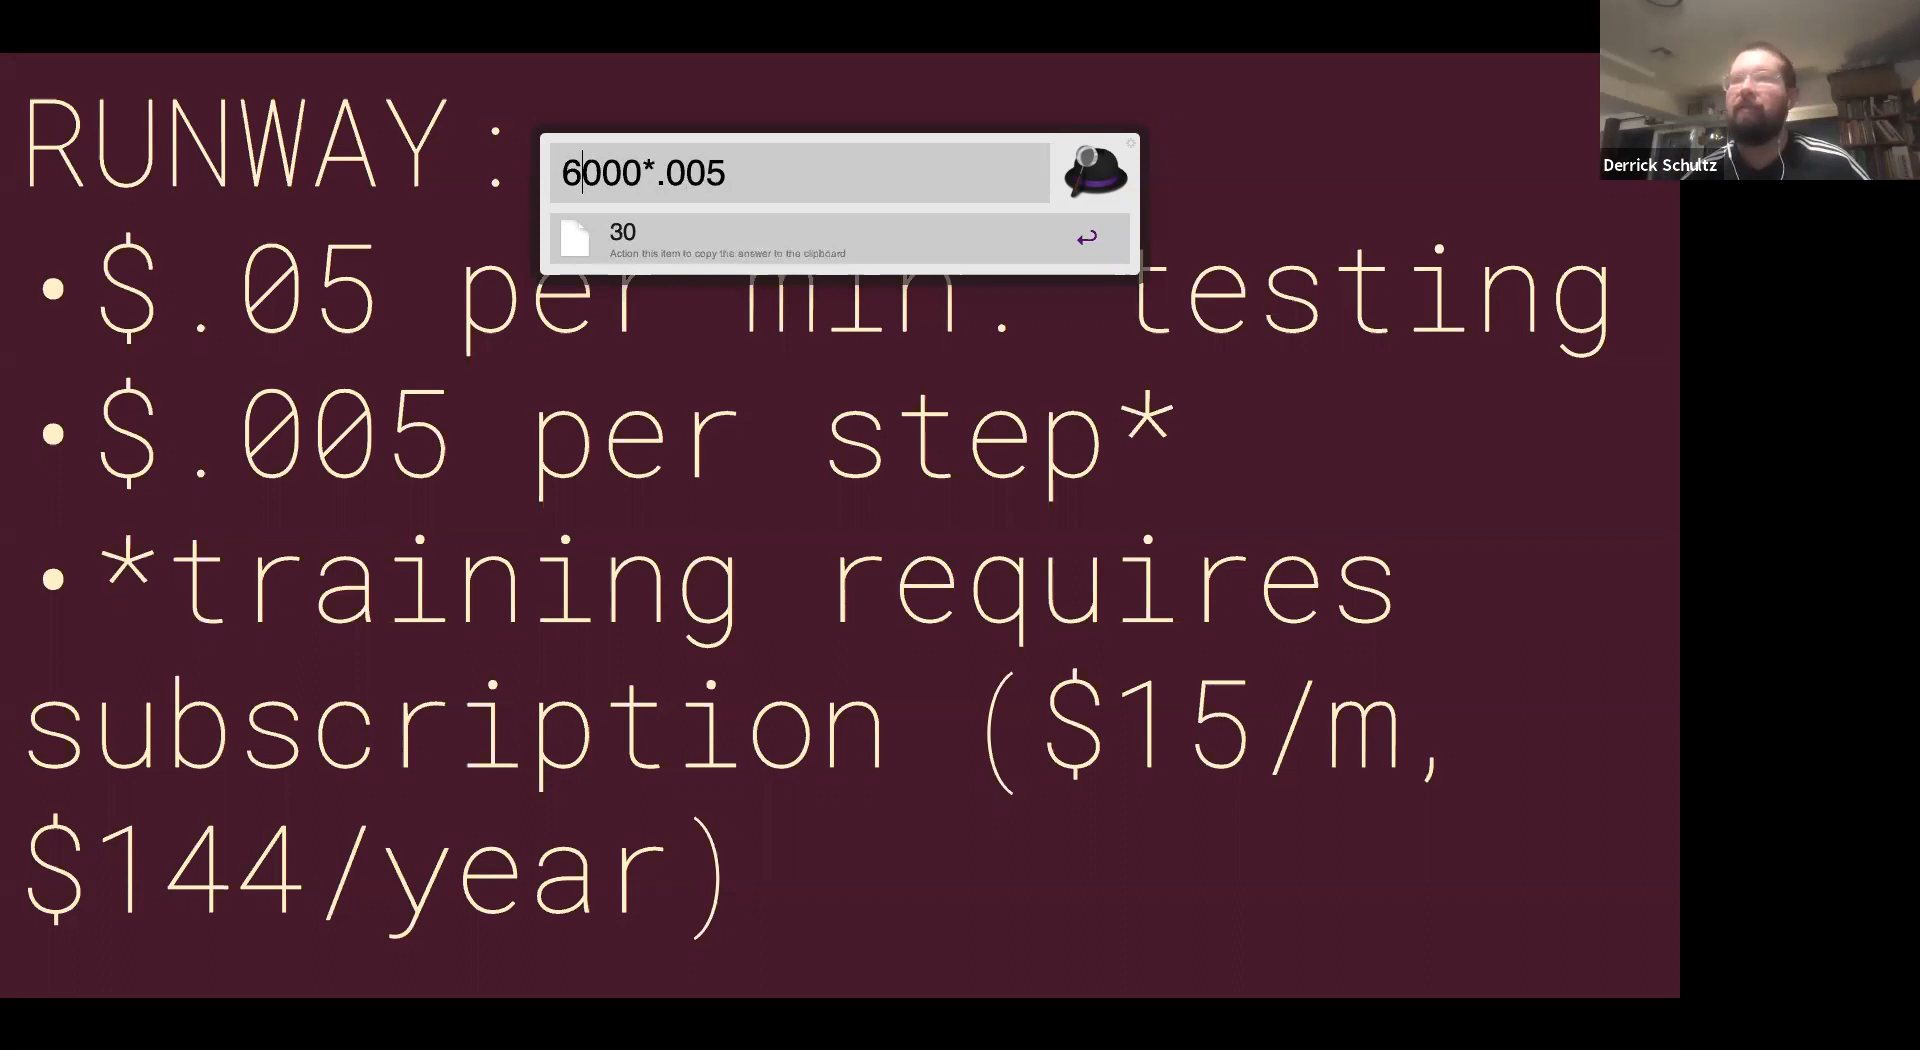 RUNWAY:
6000*.005
30
Action this item to copy the answer to the clipboard
Derrick Schultz
•$.05 per min. testing
•$.005 per step*
•*training requires
subscription ($15/m,
$144/year)